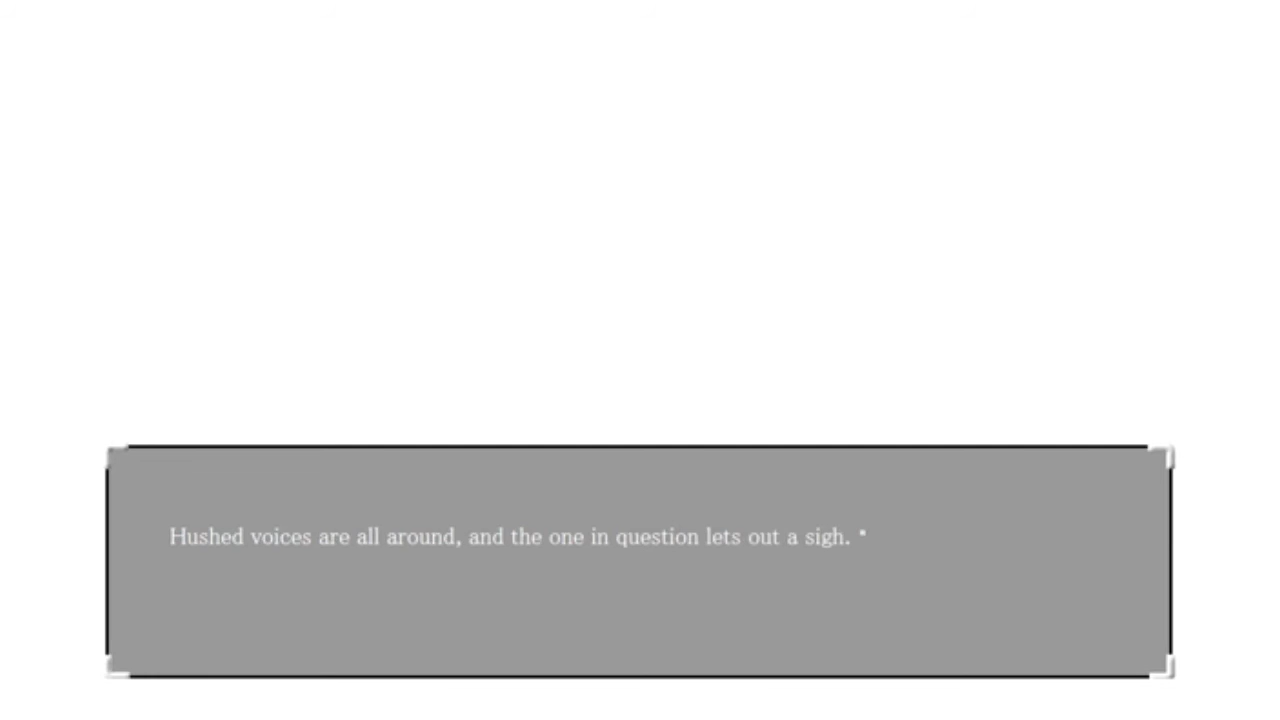 Hushed voices are all around, and the one in question lets out a sigh.